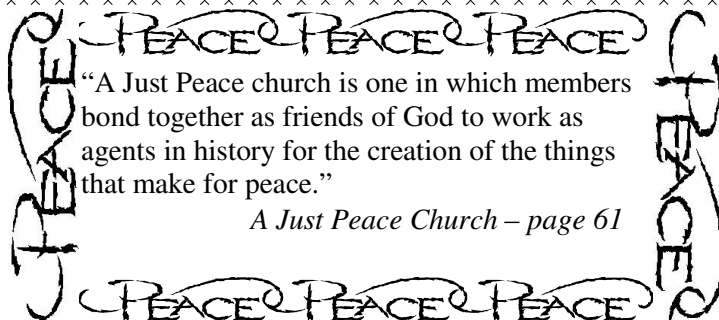 PEACE PEACE PEACE
PEACE
PEACE
“A Just Peace church is one in which members
bond together as friends of God to work as
agents in history for the creation of the things
that make for peace.”
A Just Peace Church – page 61
PEACE PEACE PEACE